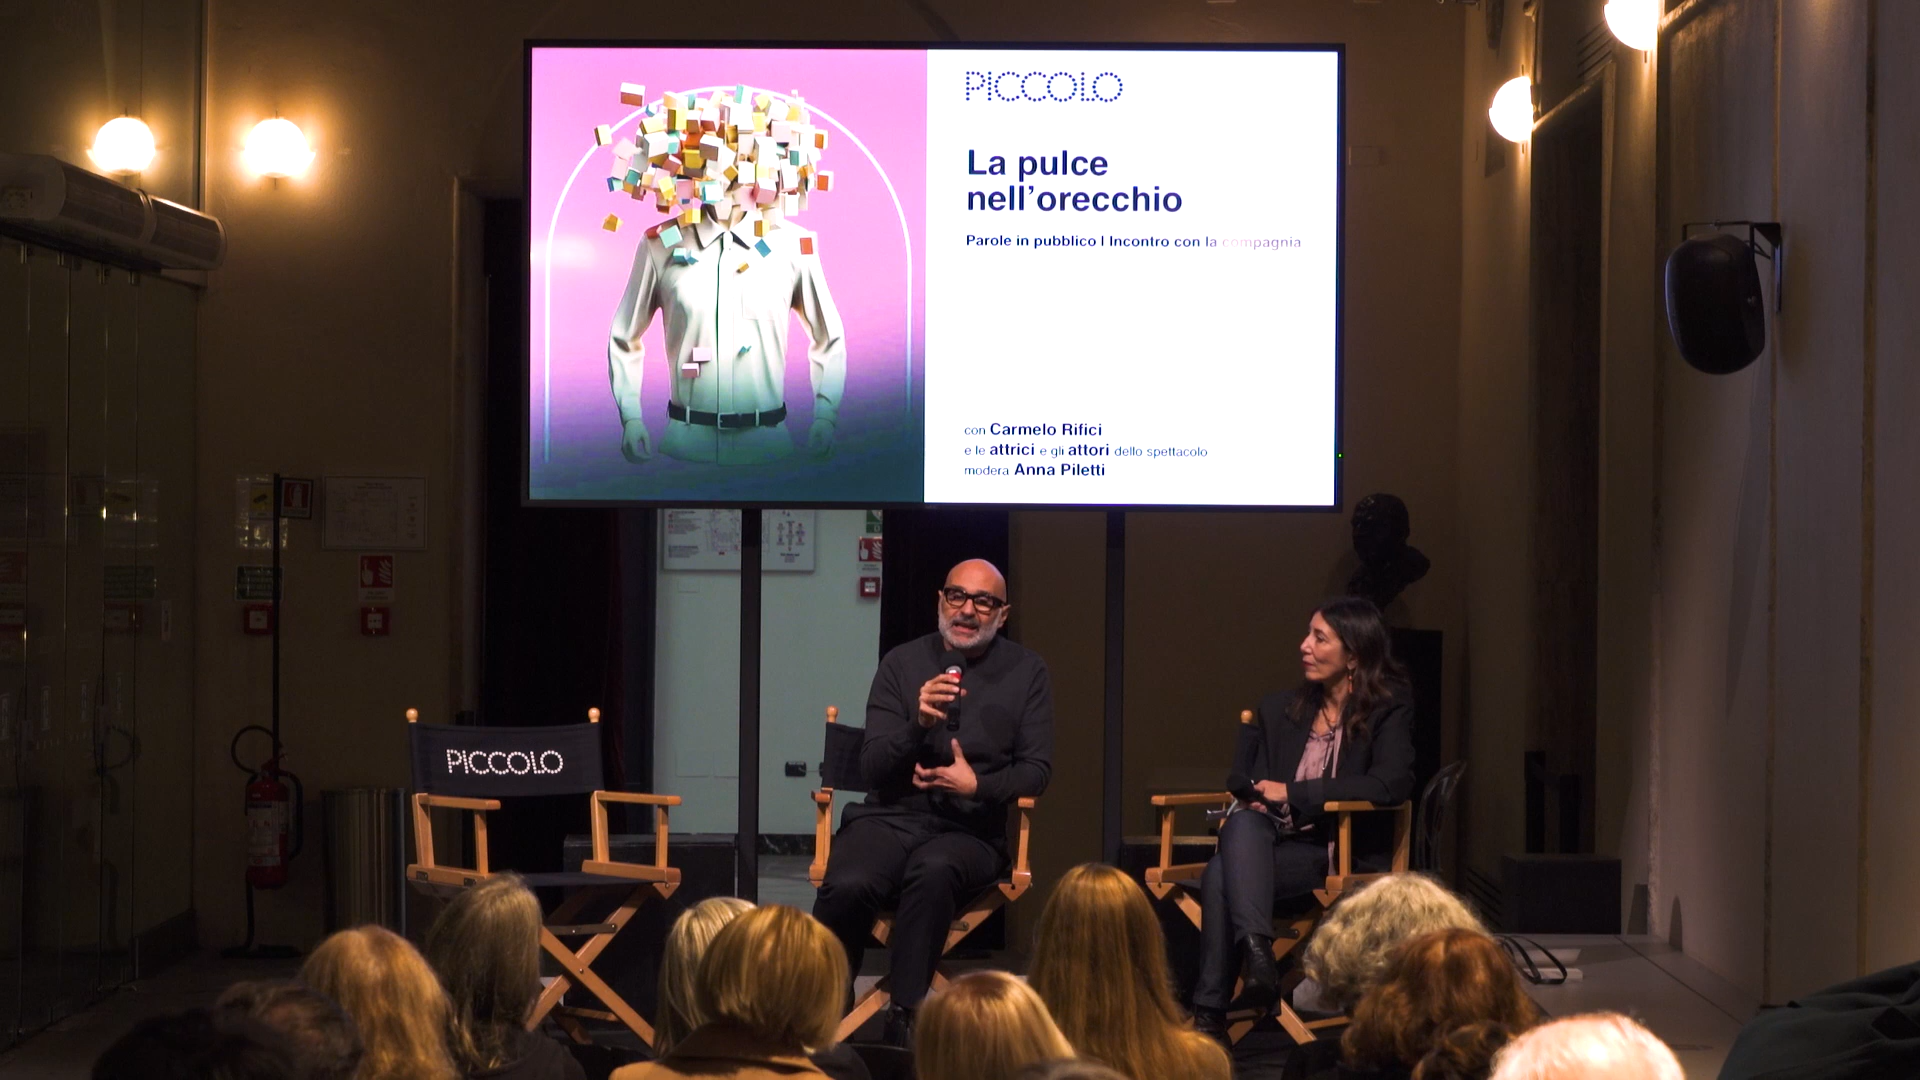 PICCOLO
La pulce
nell’orecchio
Parole in pubblico | Incontro con la compagnia
con Carmelo Rifici
e le attrici e gli attori dello spettacolo
modera Anna Piletti
PICCOLO